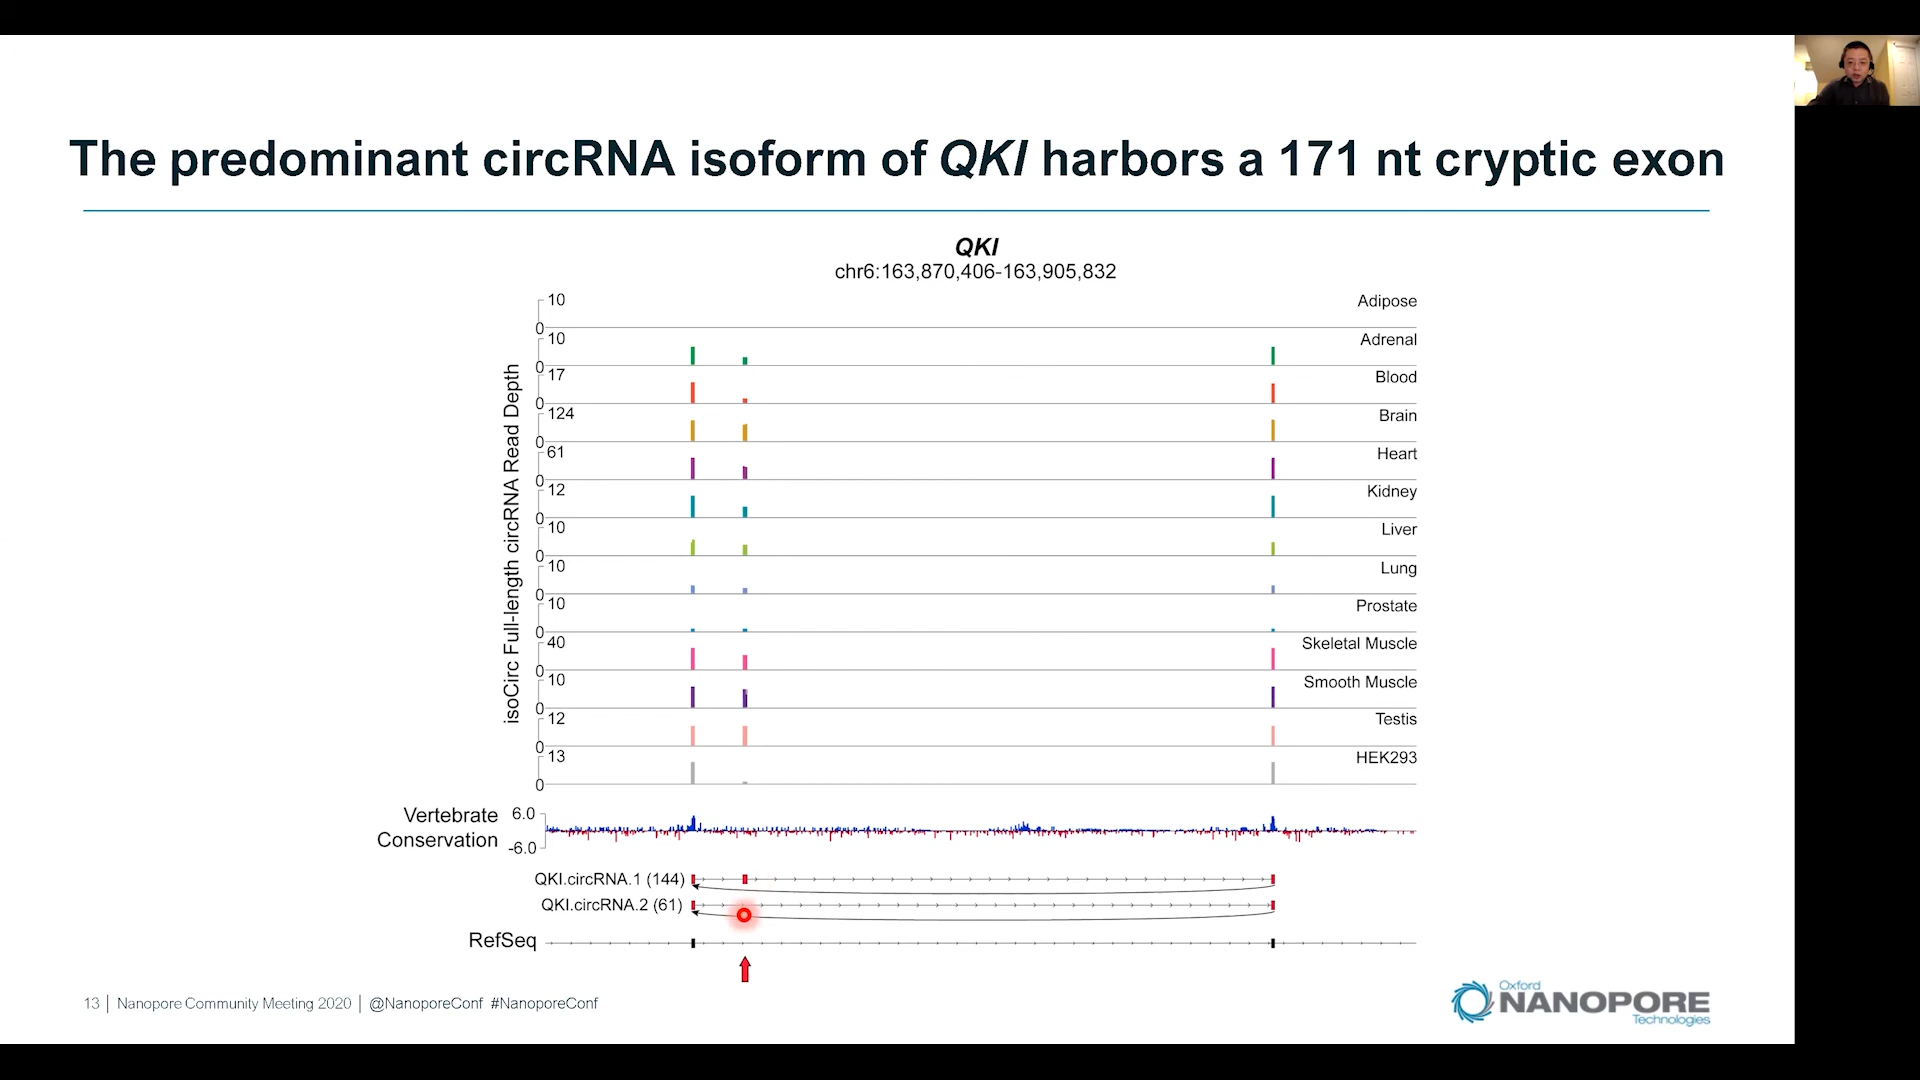 The predominant circRNA isoform of QKI harbors a 171 nt cryptic exon
QKI
chr6:163,870,406-163,905,832
isoCirc Full-length circRNA Read Depth
10
0
Adipose
10
0
Adrenal
17
0
Blood
124
0
Brain
61
0
Heart
12
0
Kidney
10
0
Liver
10
0
Lung
10
0
Prostate
40
0
Skeletal Muscle
10
0
Smooth Muscle
12
0
Testis
13
0
HEK293
Vertebrate
Conservation
6.0
-6.0
QKI.circRNA.1 (144)
QKI.circRNA.2 (61)
RefSeq
13 | Nanopore Community Meeting 2020 | @NanoporeConf #NanoporeConf
Oxford
NANOPORE
Technologies